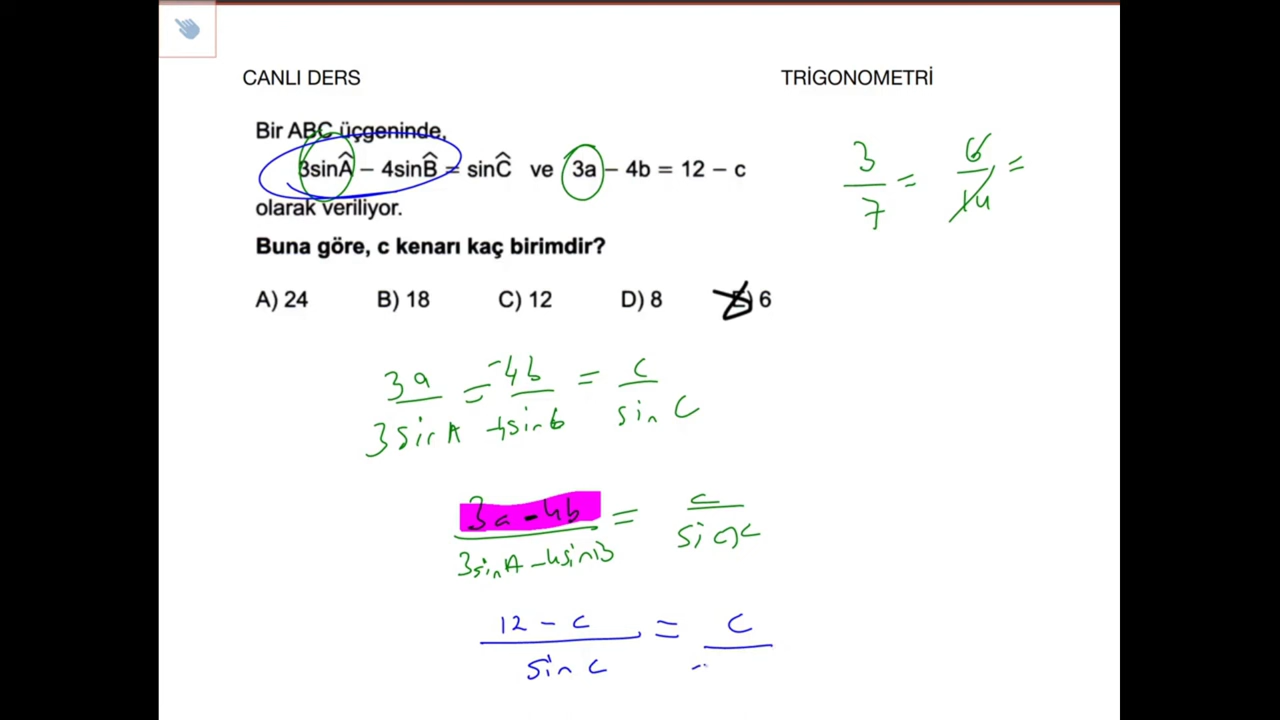 CANLI DERS
TRİGONOMETRİ
Bir ABC üçgeninde,
3sinÂ − 4sinB̂ = sinĈ ve 3a − 4b = 12 − c
olarak veriliyor.
Buna göre, c kenarı kaç birimdir?
A) 24 B) 18 C) 12 D) 8 E) 6
3/7 = 6/14 =
3a/3sinA = -4b/-4sinB = c/sinC
3a - 4b/3sinA - 4sinB = c/sinC
12 - c/sin C = c/